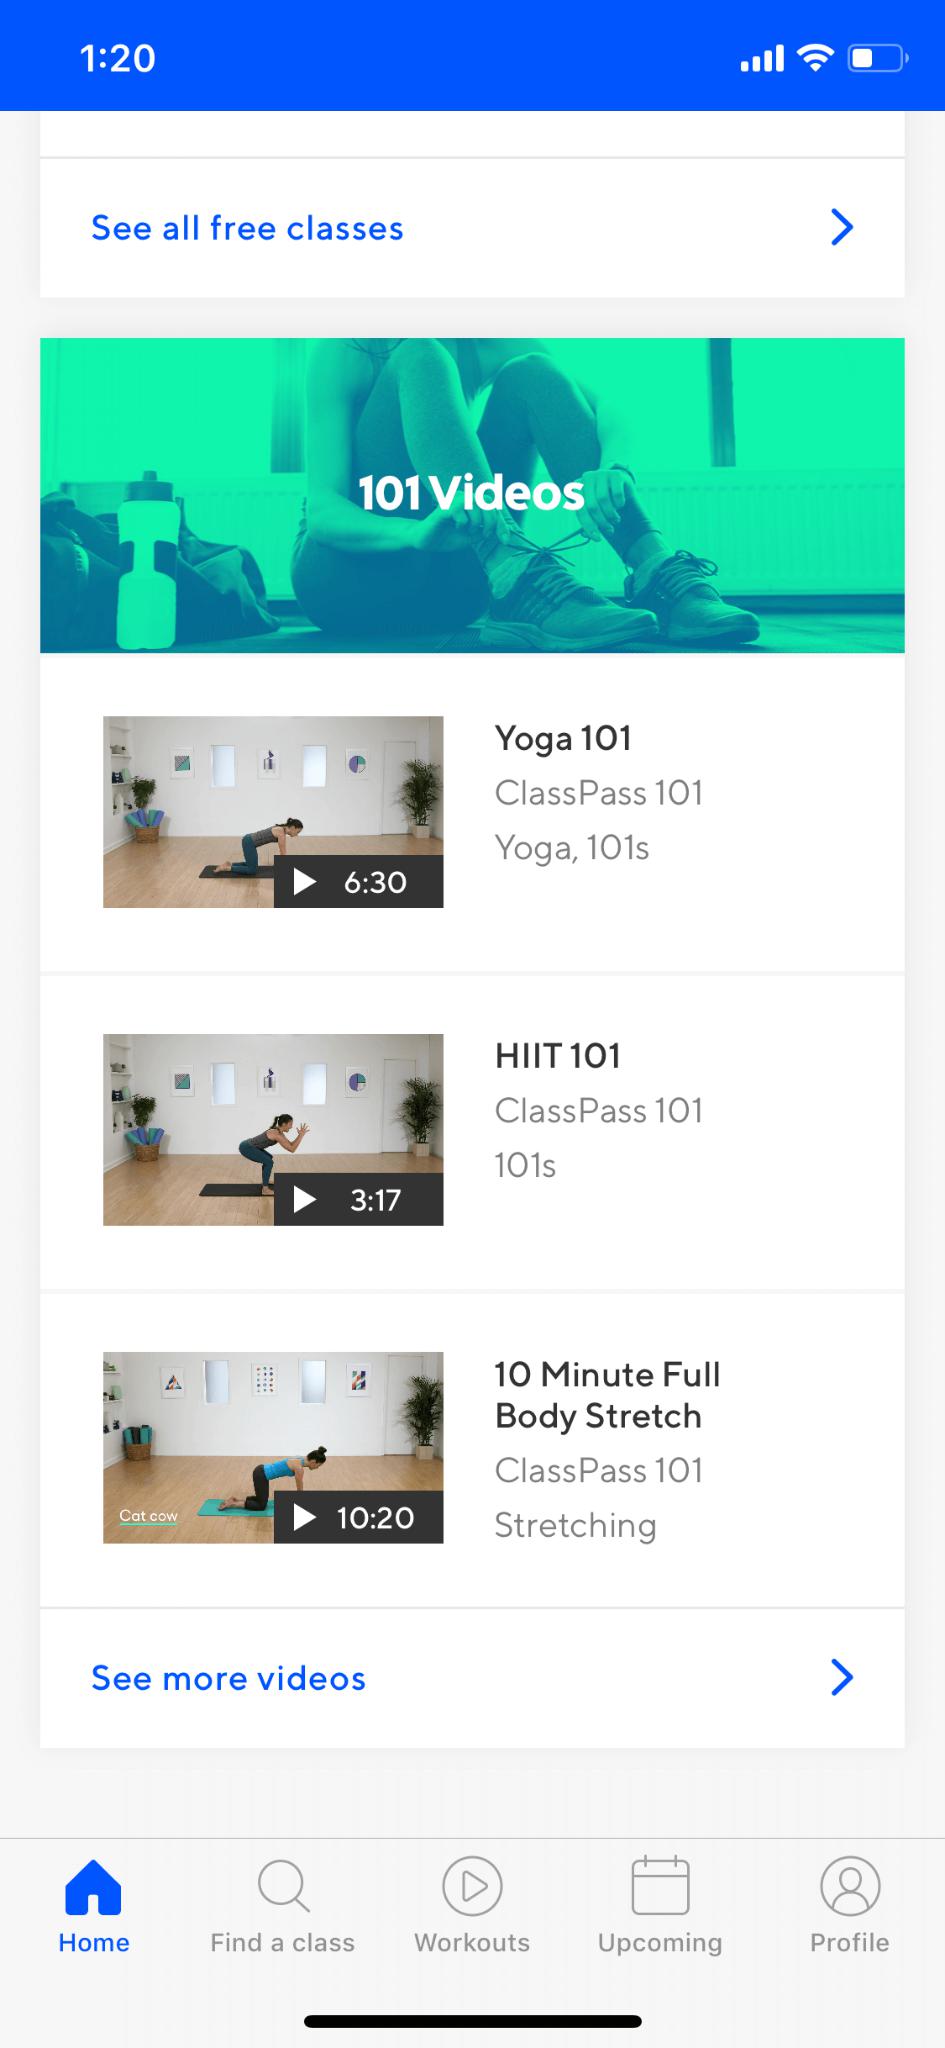 1:20
See all free classes
101 Videos
Yoga 101
ClassPass 101
Yoga, 101s
6:30
HIIT 101
ClassPass 101
101s
3:17
10 Minute Full
Body Stretch
ClassPass 101
Stretching
Cat cow
10:20
See more videos
Home
Find a class
Workouts
Upcoming
Profile